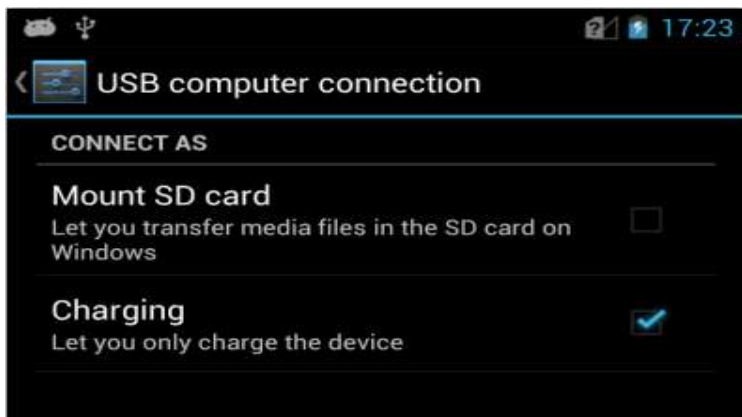 17:23
USB computer connection
CONNECT AS
Mount SD card
Let you transfer media files in the SD card on
Windows
Charging
Let you only charge the device